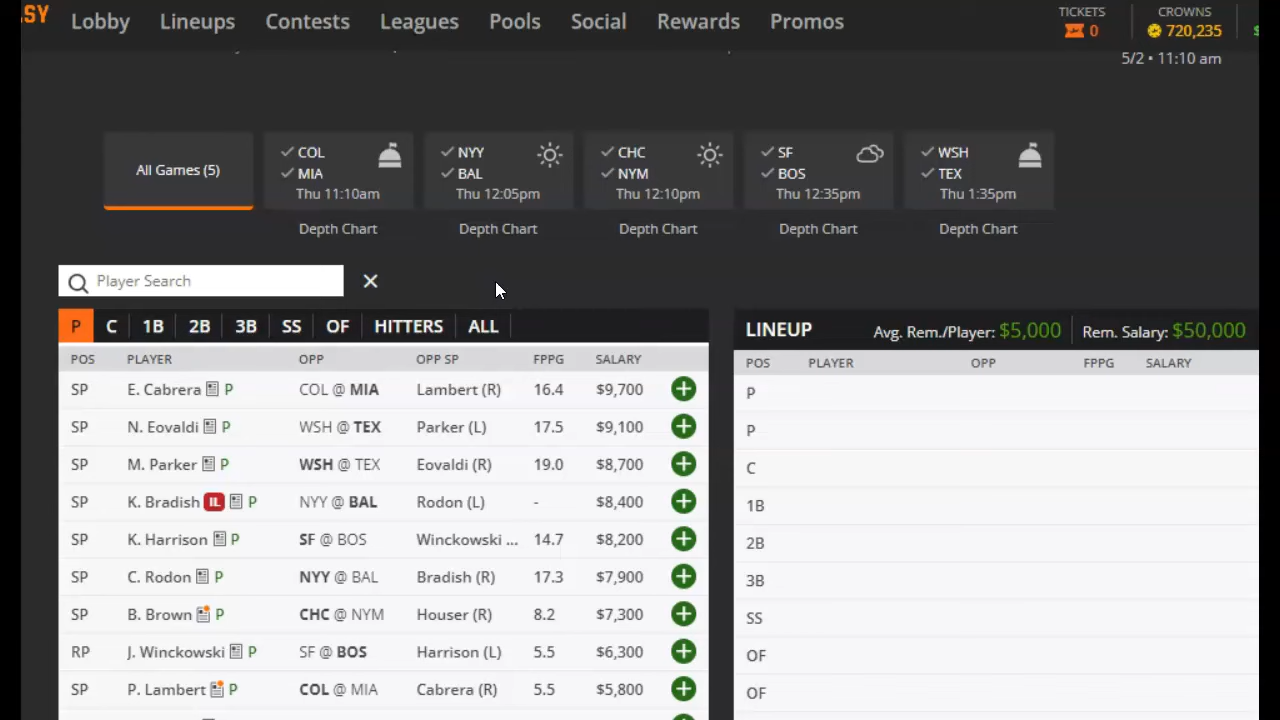 SY Lobby Lineups Contests Leagues Pools Social Rewards Promos TICKETS 0 CROWNS 720,235
5/2 • 11:10 am
All Games (5)
COL
MIA
Thu 11:10am
Depth Chart
NYY
BAL
Thu 12:05pm
Depth Chart
CHC
NYM
Thu 12:10pm
Depth Chart
SF
BOS
Thu 12:35pm
Depth Chart
WSH
TEX
Thu 1:35pm
Depth Chart
Player Search
P C 1B 2B 3B SS OF HITTERS ALL
POS PLAYER OPP OPP SP FPPG SALARY
SP E. Cabrera P COL @ MIA Lambert (R) 16.4 $9,700
SP N. Eovaldi P WSH @ TEX Parker (L) 17.5 $9,100
SP M. Parker P WSH @ TEX Eovaldi (R) 19.0 $8,700
SP K. Bradish IL P NYY @ BAL Rodon (L) - $8,400
SP K. Harrison P SF @ BOS Winckowski ... 14.7 $8,200
SP C. Rodon P NYY @ BAL Bradish (R) 17.3 $7,900
SP B. Brown P CHC @ NYM Houser (R) 8.2 $7,300
RP J. Winckowski P SF @ BOS Harrison (L) 5.5 $6,300
SP P. Lambert P COL @ MIA Cabrera (R) 5.5 $5,800
LINEUP Avg. Rem./Player: $5,000 Rem. Salary: $50,000
POS PLAYER OPP FPPG SALARY
P
P
C
1B
2B
3B
SS
OF
OF